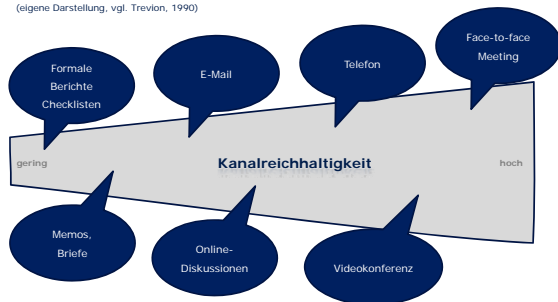 (eigene Darstellung, vgl. Trevion, 1990)
Formale
Berichte
Checklisten
E-Mail
Telefon
Face-to-face
Meeting
gering
Kanalreichhaltigkeit
hoch
Memos,
Briefe
Online-
Diskussionen
Videokonferenz